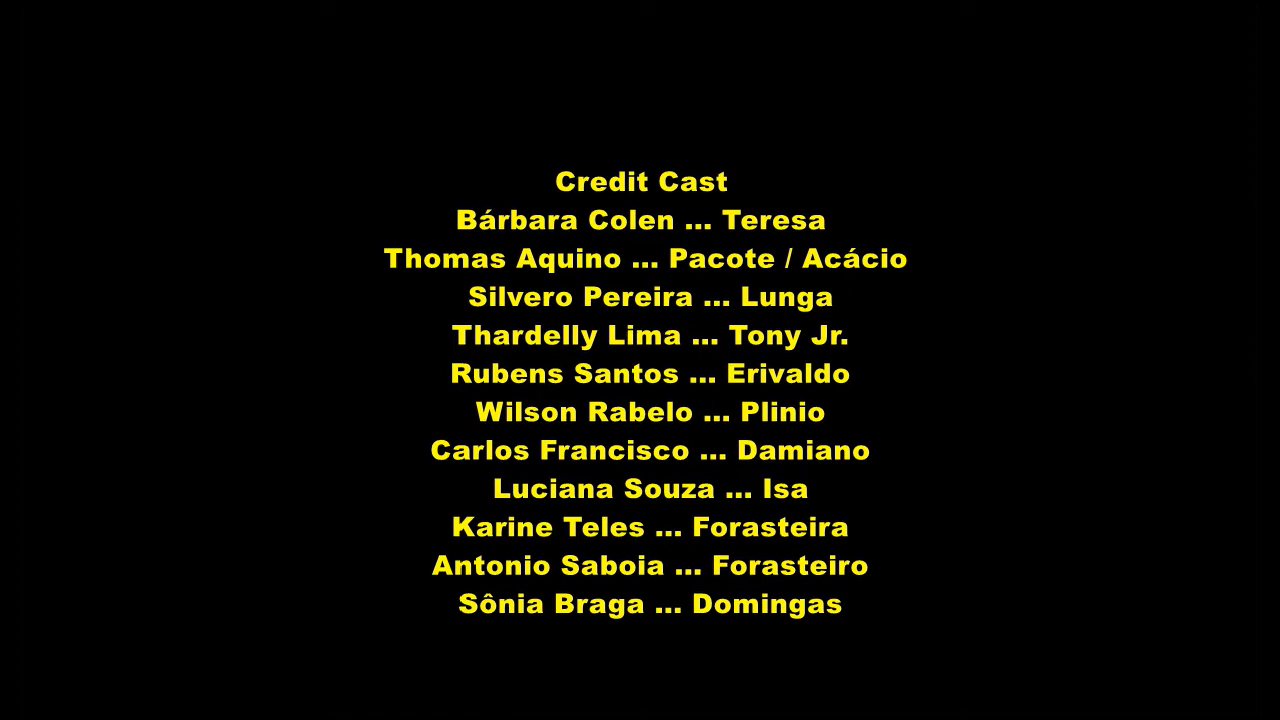 Credit Cast
Bárbara Colen ... Teresa
Thomas Aquino ... Pacote / Acácio
Silvero Pereira ... Lunga
Thardelly Lima ... Tony Jr.
Rubens Santos ... Erivaldo
Wilson Rabelo ... Plinio
Carlos Francisco ... Damiano
Luciana Souza ... Isa
Karine Teles ... Forasteira
Antonio Saboia ... Forasteiro
Sônia Braga ... Domingas